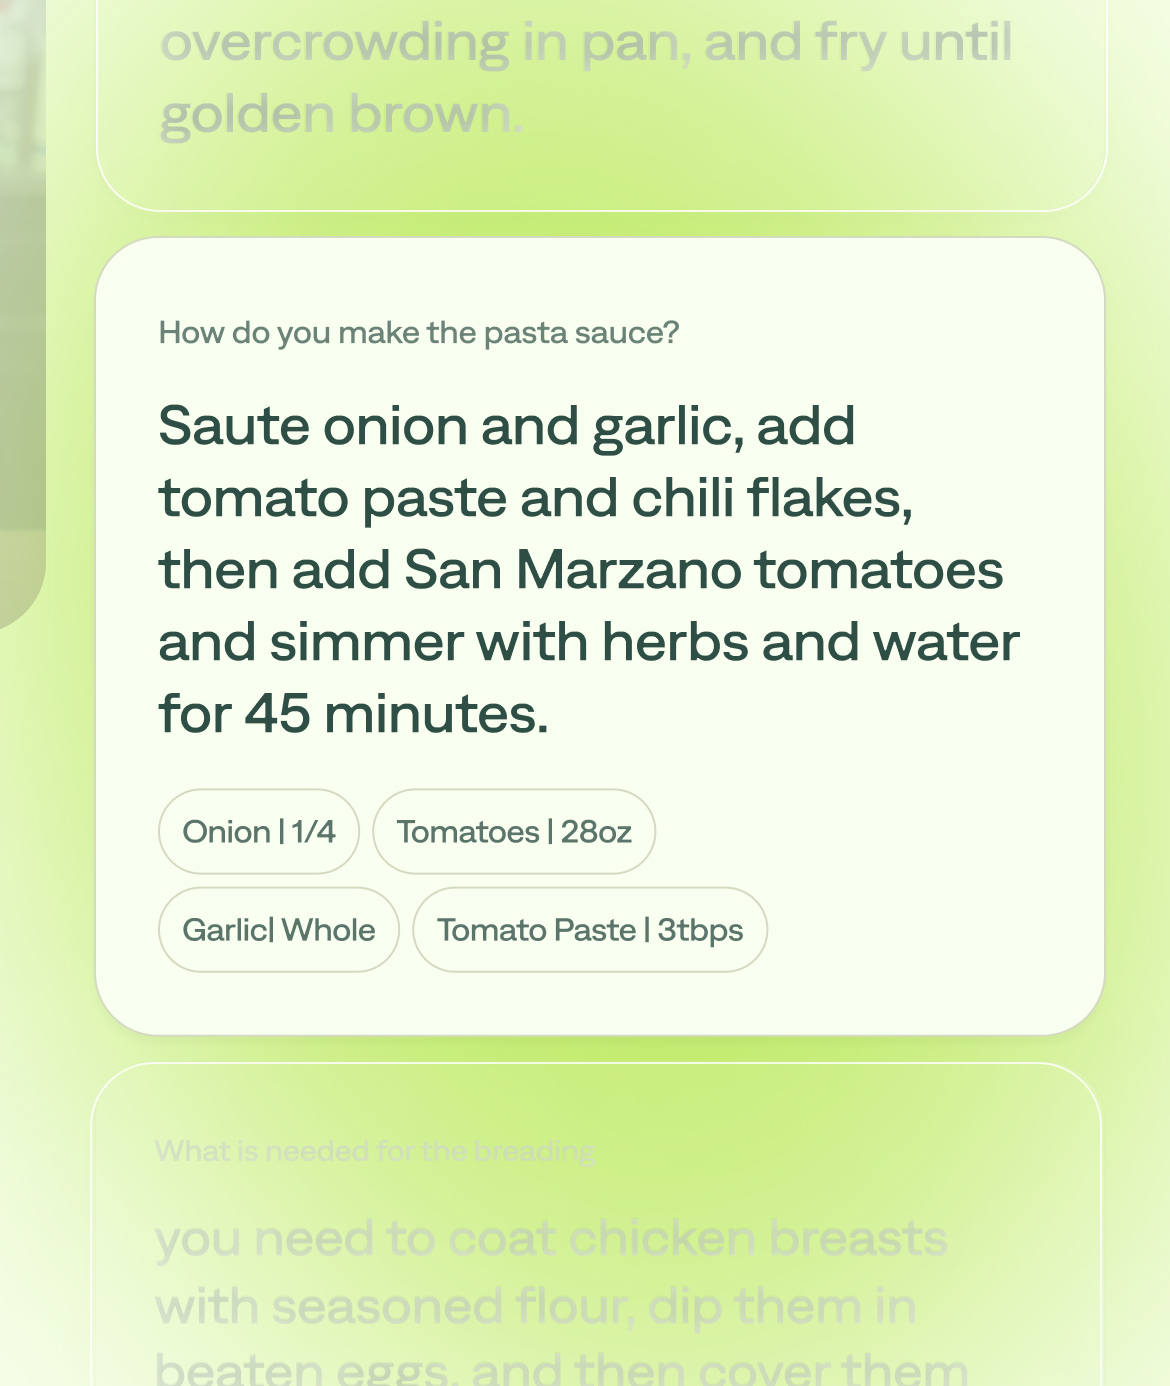 overcrowding in pan, and fry until
golden brown.
How do you make the pasta sauce?
Saute onion and garlic, add
tomato paste and chili flakes,
then add San Marzano tomatoes
and simmer with herbs and water
for 45 minutes.
Onion | 1/4
Tomatoes | 28oz
Garlic| Whole
Tomato Paste | 3tbps
What is needed for the breading
you need to coat chicken breasts
with seasoned flour, dip them in
beaten eggs, and then cover them